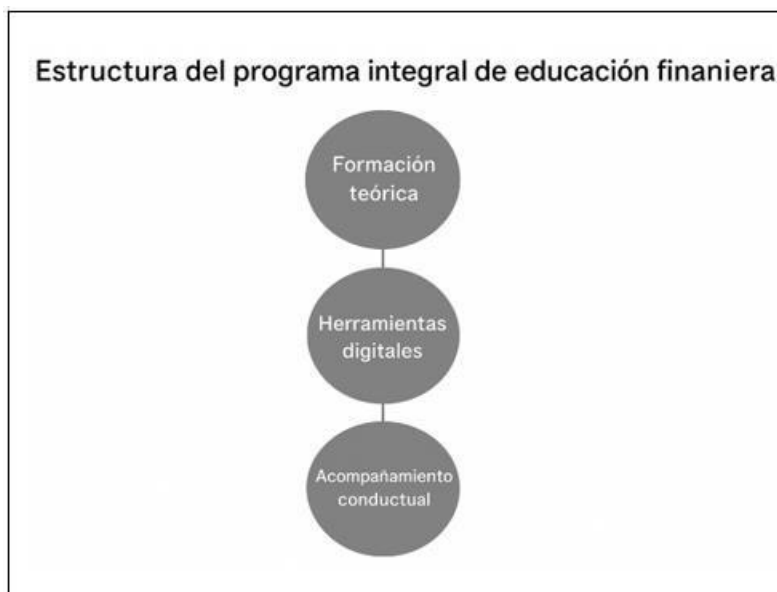 Estructura del programa integral de educación finaniera
Formación
teórica
Herramientas
digitales
Acompañamiento
conductual